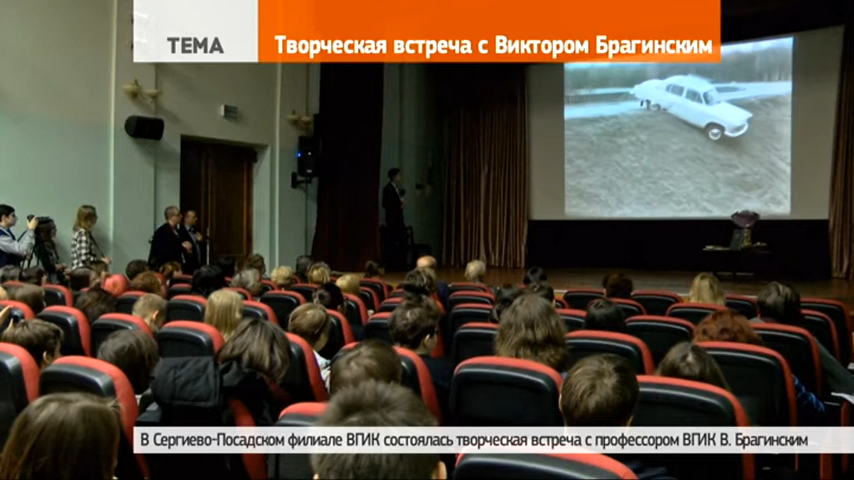 ТЕМА
Творческая встреча с Виктором Брагинским
В Сергиево-Посадском филиале ВГИК состоялась творческая встреча с профессором ВГИК В. Брагинским